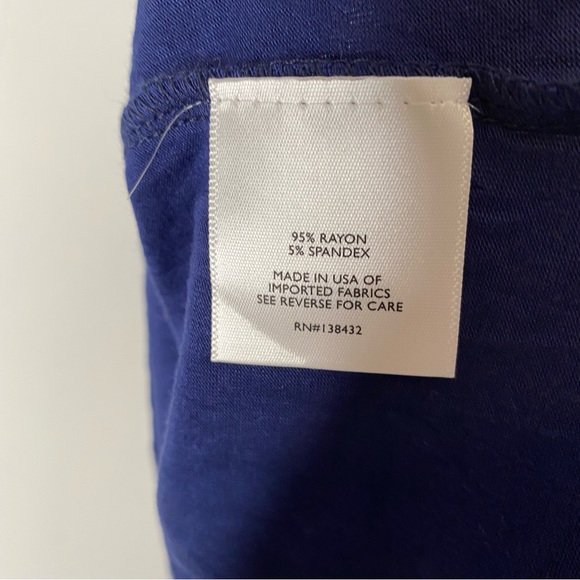 95% RAYON
5% SPANDEX
MADE IN USA OF
IMPORTED FABRICS
SEE REVERSE FOR CARE
RN#138432